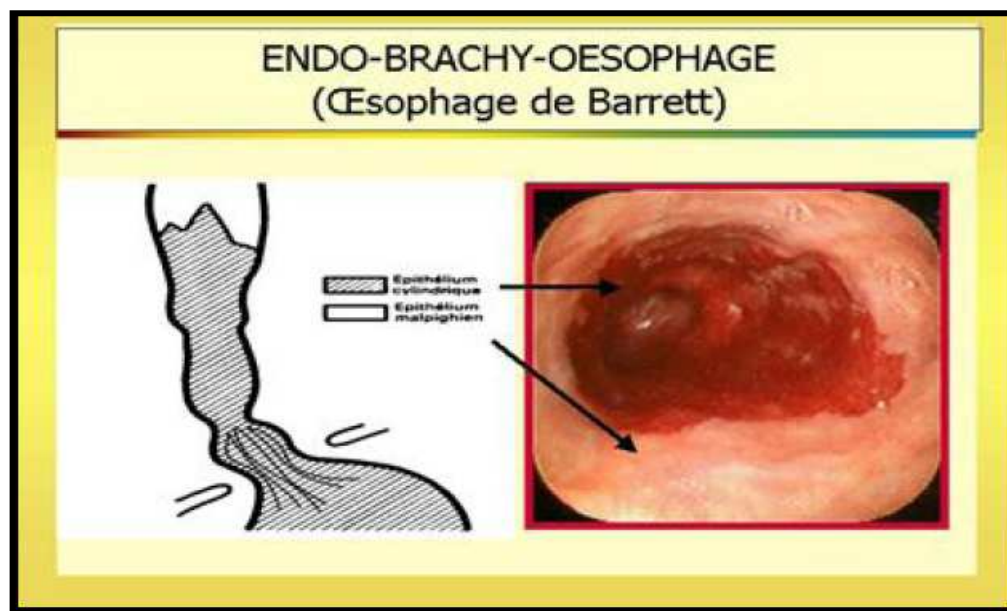 ENDO-BRACHY-OESOPHAGE
(Œsophage de Barrett)
Epithélium
cylindrique
Epithélium
malpighien